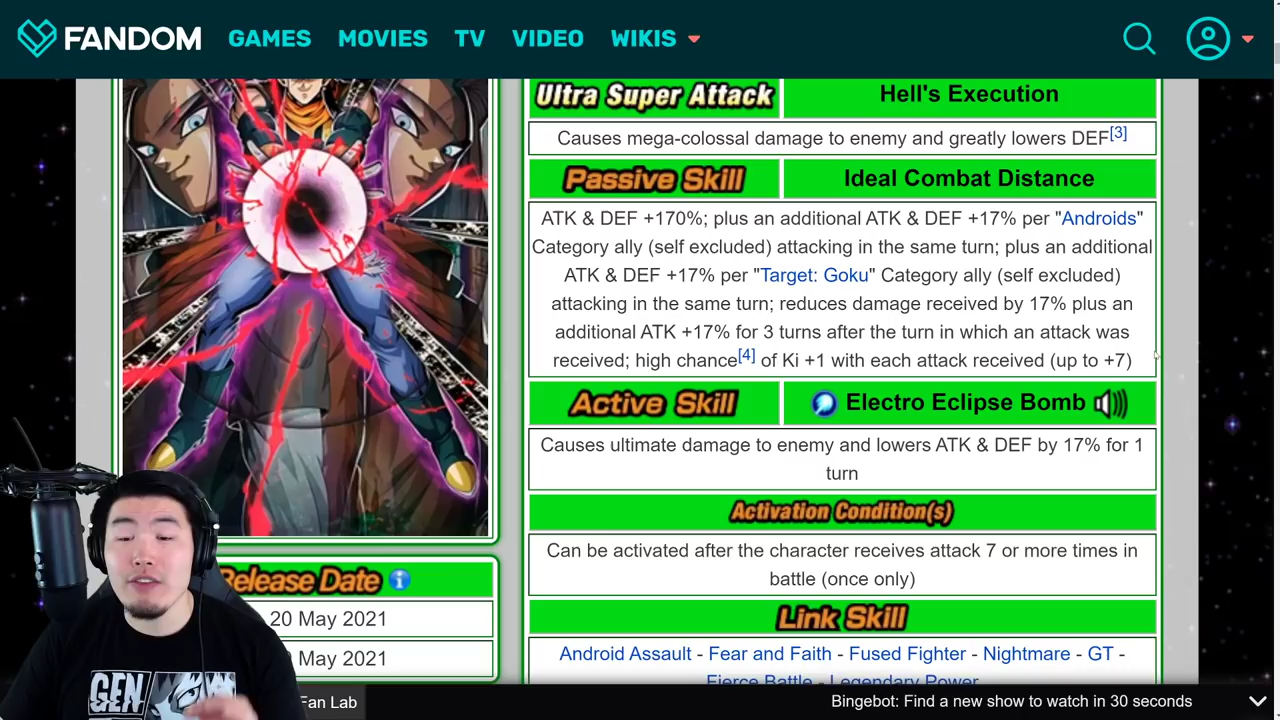 FANDOM GAMES MOVIES TV VIDEO WIKIS
Ultra Super Attack
Hell's Execution
Causes mega-colossal damage to enemy and greatly lowers DEF[3]
Passive Skill
Ideal Combat Distance
ATK & DEF +170%; plus an additional ATK & DEF +17% per "Androids"
Category ally (self excluded) attacking in the same turn; plus an additional
ATK & DEF +17% per "Target: Goku" Category ally (self excluded)
attacking in the same turn; reduces damage received by 17% plus an
additional ATK +17% for 3 turns after the turn in which an attack was
received; high chance[4] of Ki +1 with each attack received (up to +7)
Active Skill
Electro Eclipse Bomb
Causes ultimate damage to enemy and lowers ATK & DEF by 17% for 1
turn
Activation Condition(s)
Can be activated after the character receives attack 7 or more times in
battle (once only)
Link Skill
Android Assault - Fear and Faith - Fused Fighter - Nightmare - GT -
Fierce Battle - Legendary Power
Release Date
20 May 2021
May 2021
GEN
Fan Lab
Bingebot: Find a new show to watch in 30 seconds